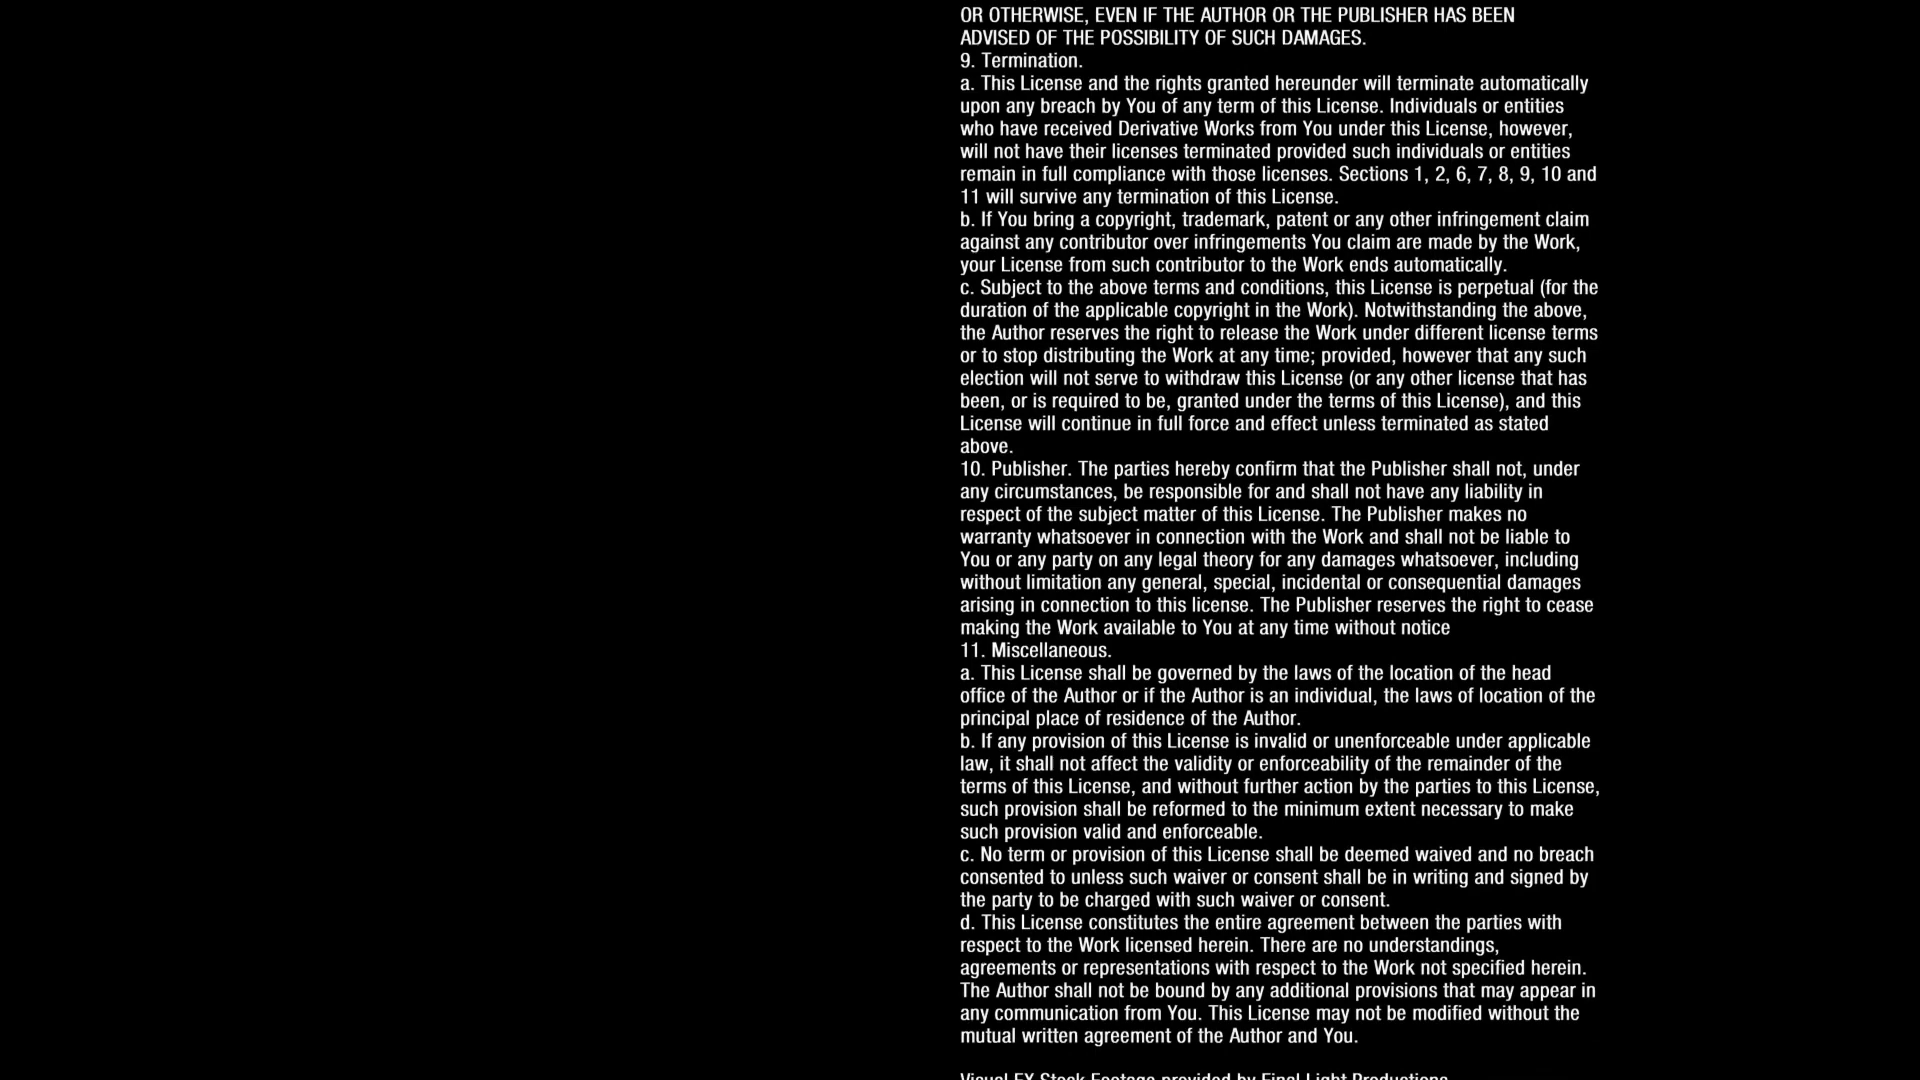 OR OTHERWISE, EVEN IF THE AUTHOR OR THE PUBLISHER HAS BEEN
ADVISED OF THE POSSIBILITY OF SUCH DAMAGES.
9. Termination.
a. This License and the rights granted hereunder will terminate automatically
upon any breach by You of any term of this License. Individuals or entities
who have received Derivative Works from You under this License, however,
will not have their licenses terminated provided such individuals or entities
remain in full compliance with those licenses. Sections 1, 2, 6, 7, 8, 9, 10 and
11 will survive any termination of this License.
b. If You bring a copyright, trademark, patent or any other infringement claim
against any contributor over infringements You claim are made by the Work,
your License from such contributor to the Work ends automatically.
c. Subject to the above terms and conditions, this License is perpetual (for the
duration of the applicable copyright in the Work). Notwithstanding the above,
the Author reserves the right to release the Work under different license terms
or to stop distributing the Work at any time; provided, however that any such
election will not serve to withdraw this License (or any other license that has
been, or is required to be, granted under the terms of this License), and this
License will continue in full force and effect unless terminated as stated
above.
10. Publisher. The parties hereby confirm that the Publisher shall not, under
any circumstances, be responsible for and shall not have any liability in
respect of the subject matter of this License. The Publisher makes no
warranty whatsoever in connection with the Work and shall not be liable to
You or any party on any legal theory for any damages whatsoever, including
without limitation any general, special, incidental or consequential damages
arising in connection to this license. The Publisher reserves the right to cease
making the Work available to You at any time without notice
11. Miscellaneous.
a. This License shall be governed by the laws of the location of the head
office of the Author or if the Author is an individual, the laws of location of the
principal place of residence of the Author.
b. If any provision of this License is invalid or unenforceable under applicable
law, it shall not affect the validity or enforceability of the remainder of the
terms of this License, and without further action by the parties to this License,
such provision shall be reformed to the minimum extent necessary to make
such provision valid and enforceable.
c. No term or provision of this License shall be deemed waived and no breach
consented to unless such waiver or consent shall be in writing and signed by
the party to be charged with such waiver or consent.
d. This License constitutes the entire agreement between the parties with
respect to the Work licensed herein. There are no understandings,
agreements or representations with respect to the Work not specified herein.
The Author shall not be bound by any additional provisions that may appear in
any communication from You. This License may not be modified without the
mutual written agreement of the Author and You.
Visual FX Stock Footage provided by Final Light Productions